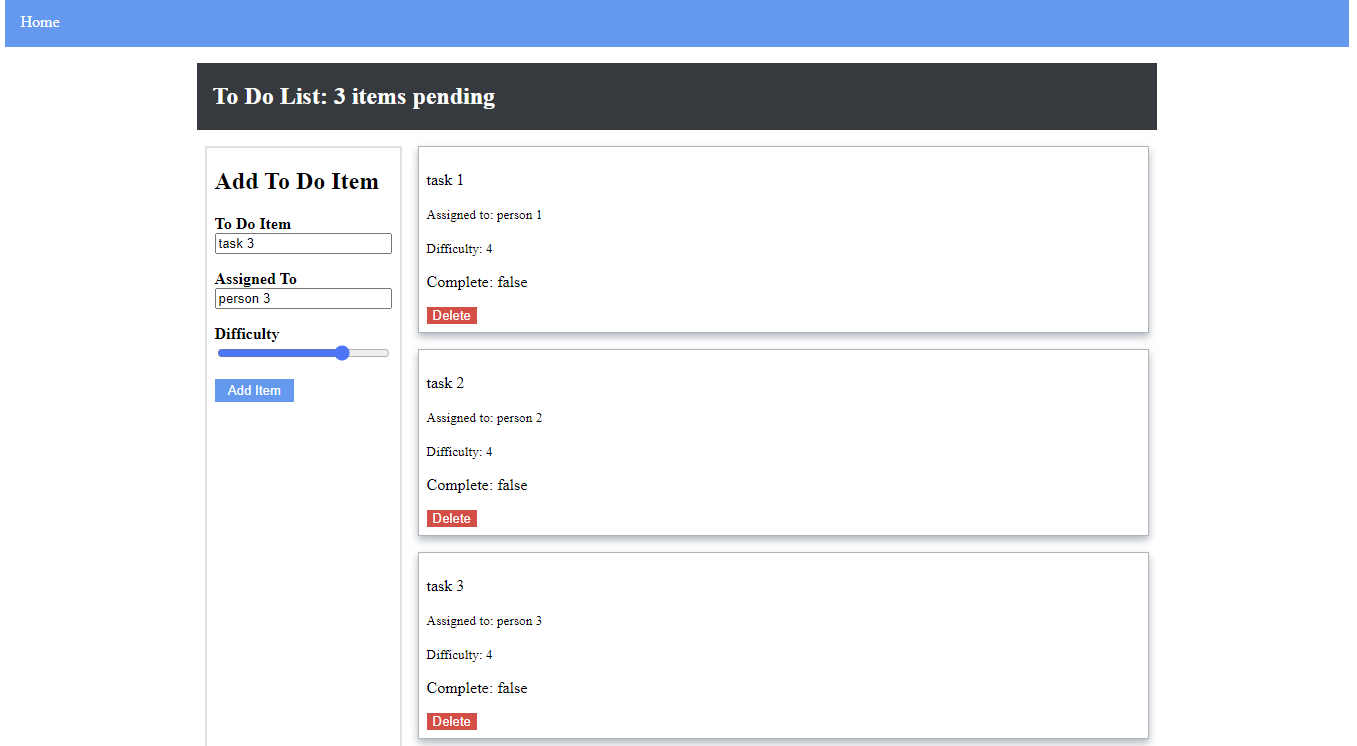 Home
To Do List: 3 items pending
Add To Do Item
To Do Item
task 3
Assigned To
person 3
Difficulty
Add Item
task 1
Assigned to: person 1
Difficulty: 4
Complete: false
Delete
task 2
Assigned to: person 2
Difficulty: 4
Complete: false
Delete
task 3
Assigned to: person 3
Difficulty: 4
Complete: false
Delete